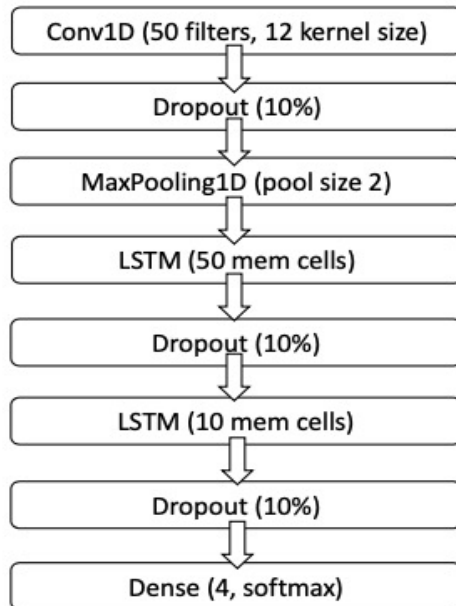 Conv1D (50 filters, 12 kernel size)
Dropout (10%)
MaxPooling1D (pool size 2)
LSTM (50 mem cells)
Dropout (10%)
LSTM (10 mem cells)
Dropout (10%)
Dense (4, softmax)